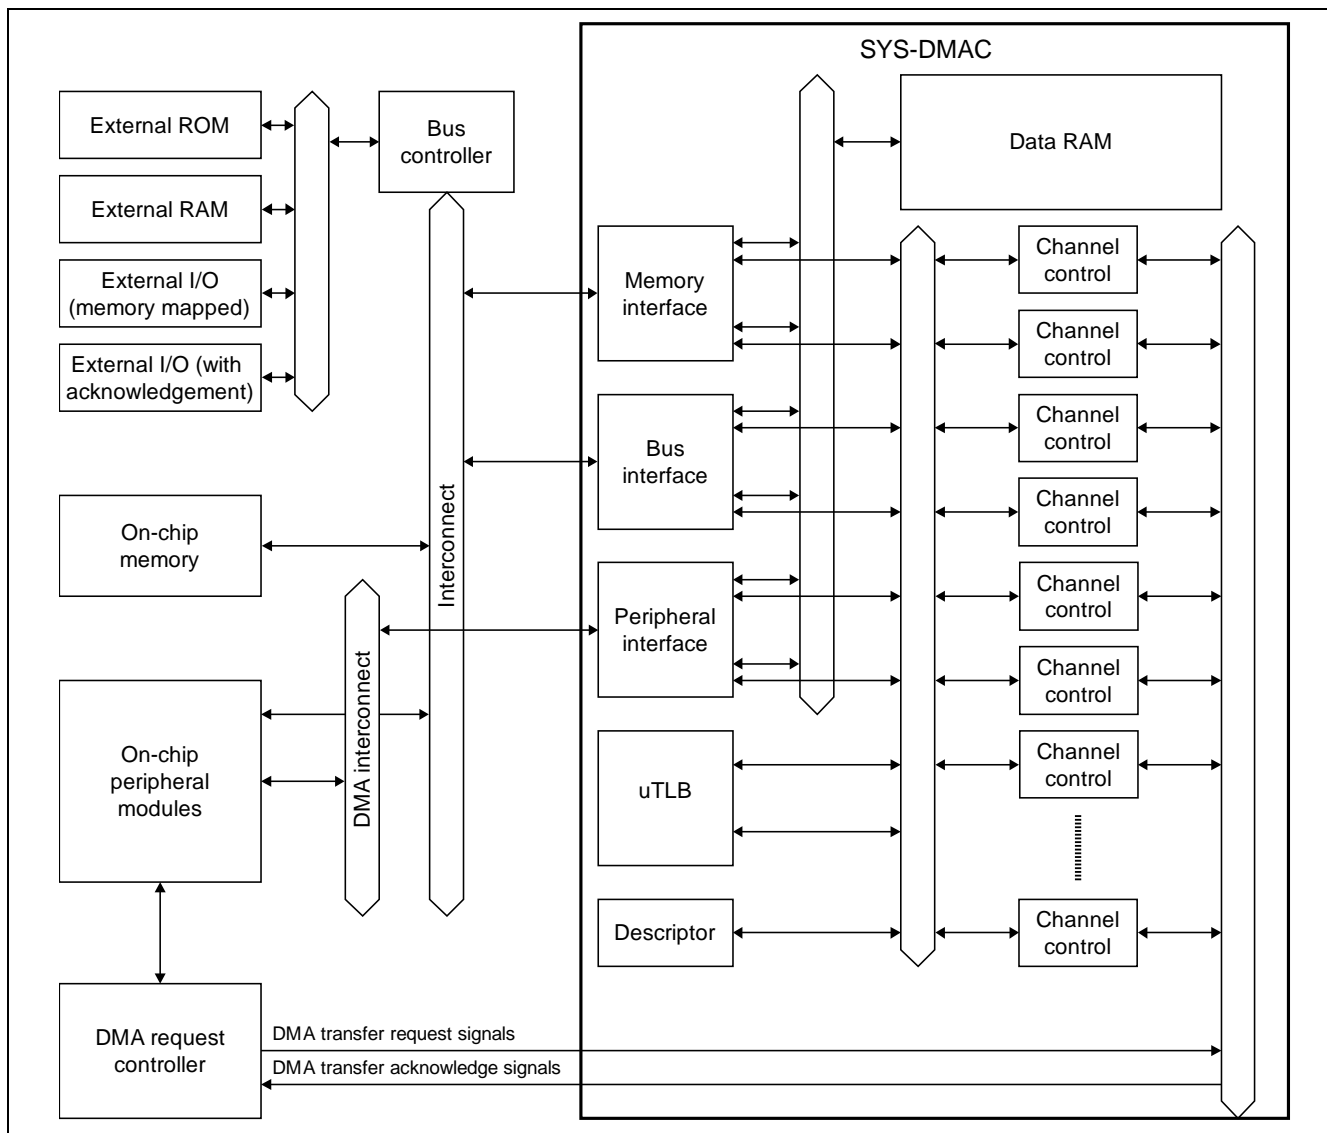 SYS-DMAC
External ROM
Bus
controller
Data RAM
External RAM
External I/O
(memory mapped)
External I/O (with
acknowledgement)
Memory
interface
Channel
control
Channel
control
Bus
interface
Channel
control
Channel
control
On-chip
memory
Interconnect
DMA interconnect
Peripheral
interface
Channel
control
Channel
control
On-chip
peripheral
modules
uTLB
Channel
control
Descriptor
Channel
control
DMA request
controller
DMA transfer request signals
DMA transfer acknowledge signals